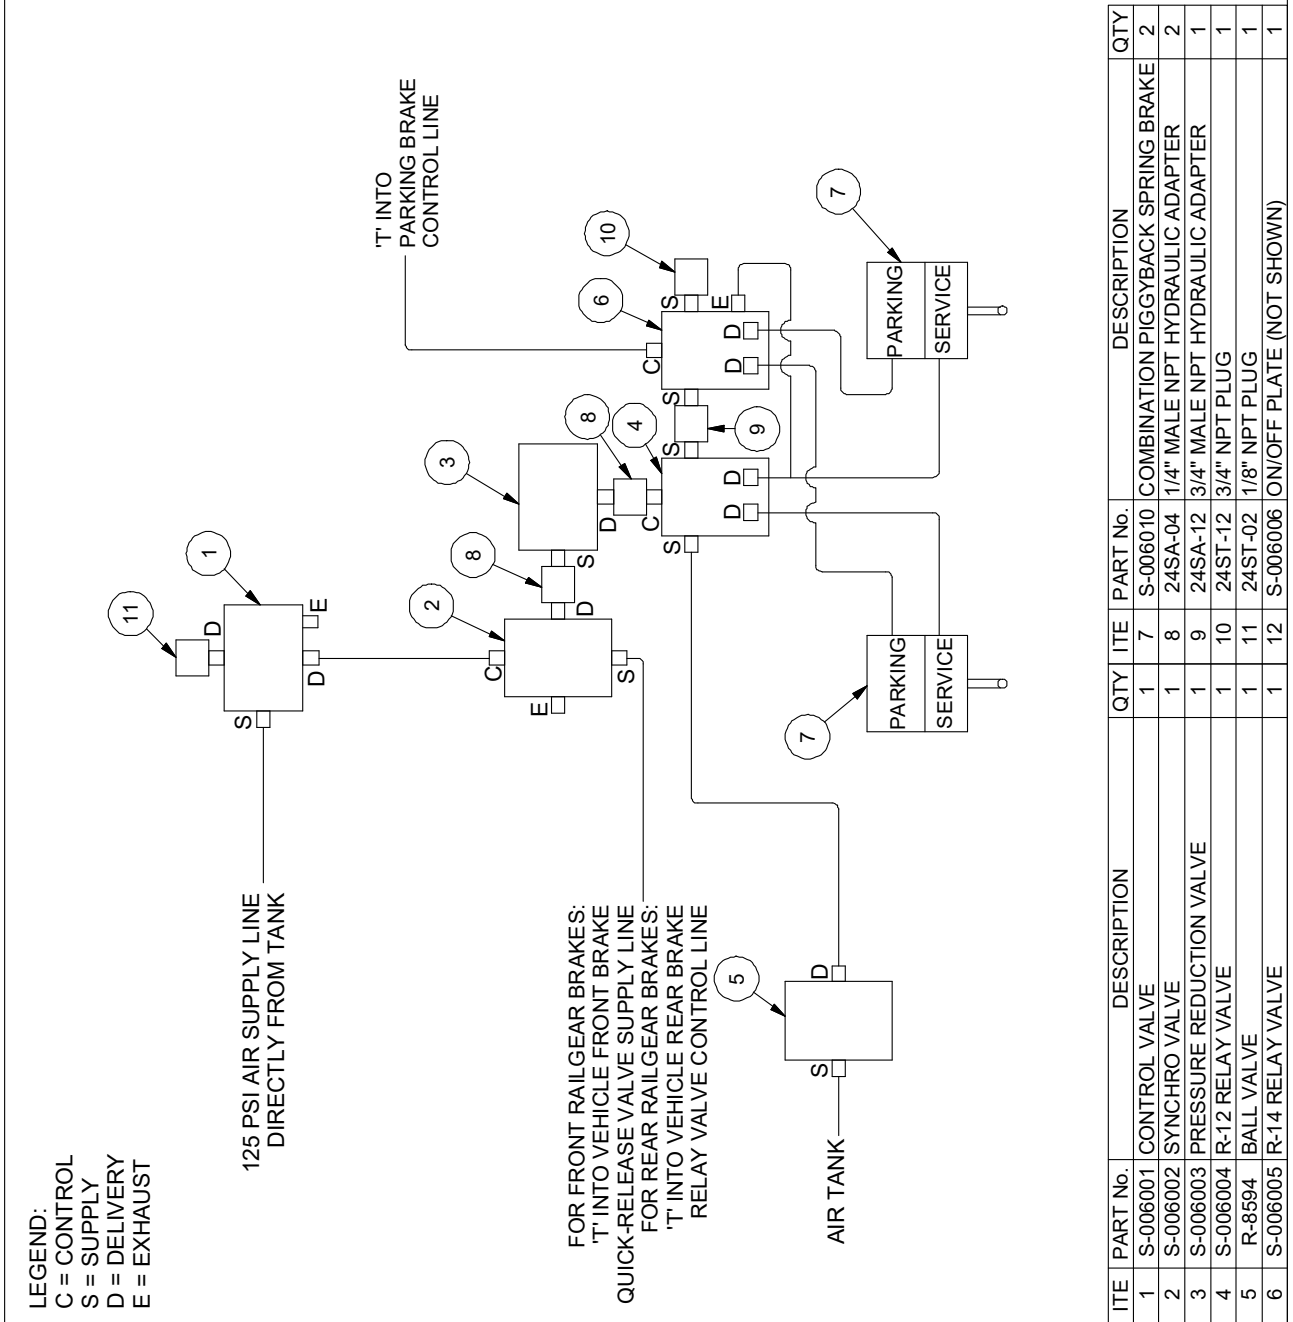 LEGEND:
C = CONTROL
S = SUPPLY
D = DELIVERY
E = EXHAUST
125 PSI AIR SUPPLY LINE
DIRECTLY FROM TANK
S
D
D
E
11
1
C
E
S
D
2
8
S
D
3
8
'T' INTO
PARKING BRAKE
CONTROL LINE
FOR FRONT RAILGEAR BRAKES:
'T' INTO VEHICLE FRONT BRAKE
QUICK-RELEASE VALVE SUPPLY LINE
FOR REAR RAILGEAR BRAKES:
'T' INTO VEHICLE REAR BRAKE
RELAY VALVE CONTROL LINE
S
C
S
D
D
4
9
S
C
S
E
D
D
6
10
AIR TANK
S
D
5
7
PARKING
SERVICE
7
PARKING
SERVICE
ITE PART No. DESCRIPTION QTY ITE PART No. DESCRIPTION QTY
1 S-006001 CONTROL VALVE 1 7 S-006010 COMBINATION PIGGYBACK SPRING BRAKE 2
2 S-006002 SYNCHRO VALVE 1 8 24SA-04 1/4" MALE NPT HYDRAULIC ADAPTER 2
3 S-006003 PRESSURE REDUCTION VALVE 1 9 24SA-12 3/4" MALE NPT HYDRAULIC ADAPTER 1
4 S-006004 R-12 RELAY VALVE 1 10 24ST-12 3/4" NPT PLUG 1
5 R-8594 BALL VALVE 1 11 24ST-02 1/8" NPT PLUG 1
6 S-006005 R-14 RELAY VALVE 1 12 S-006006 ON/OFF PLATE (NOT SHOWN) 1